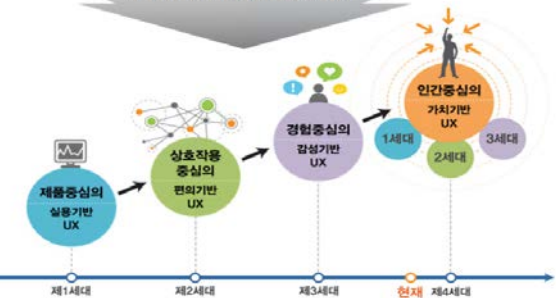 제품중심의
실용기반
UX
상호작용
중심의
편의기반
UX
경험중심의
감성기반
UX
인간중심의
가치기반
UX
1세대
2세대
3세대
제1세대
제2세대
제3세대
현재
제4세대